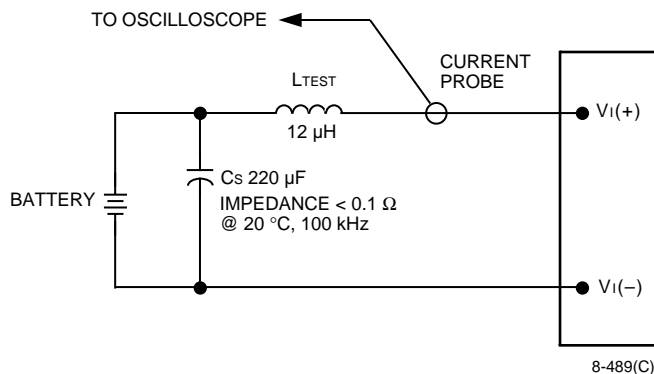 TO OSCILLOSCOPE
CURRENT
PROBE
LTEST
12 µH
VI(+)
CS 220 µF
IMPEDANCE < 0.1 Ω
@ 20 °C, 100 kHz
BATTERY
VI(–)
8-489(C)